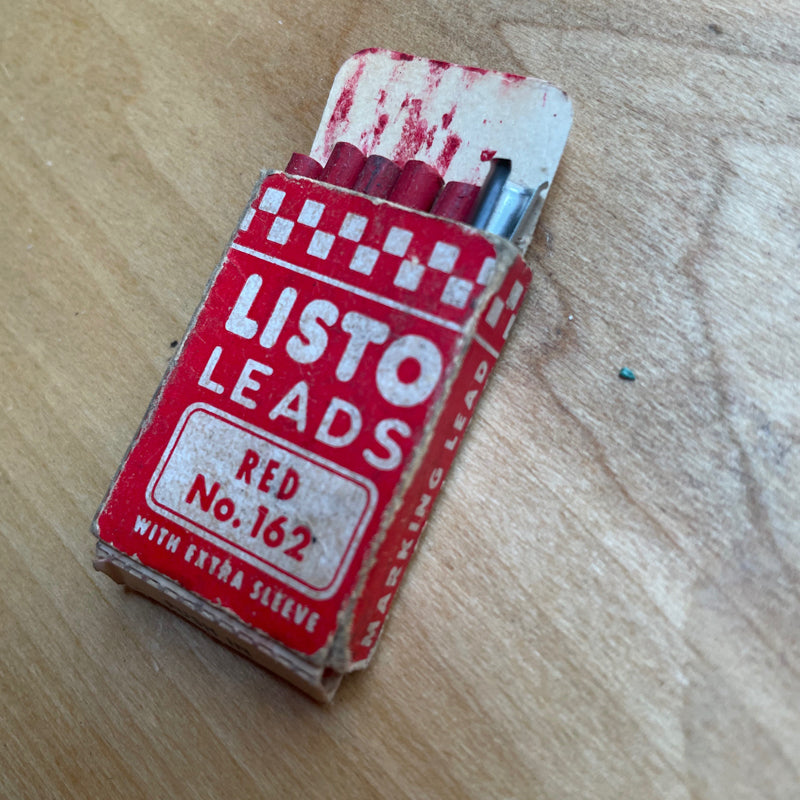 LISTO
LEADS
RED
No. 162
WITH EXTRA SLEEVE
MARKING LEAD